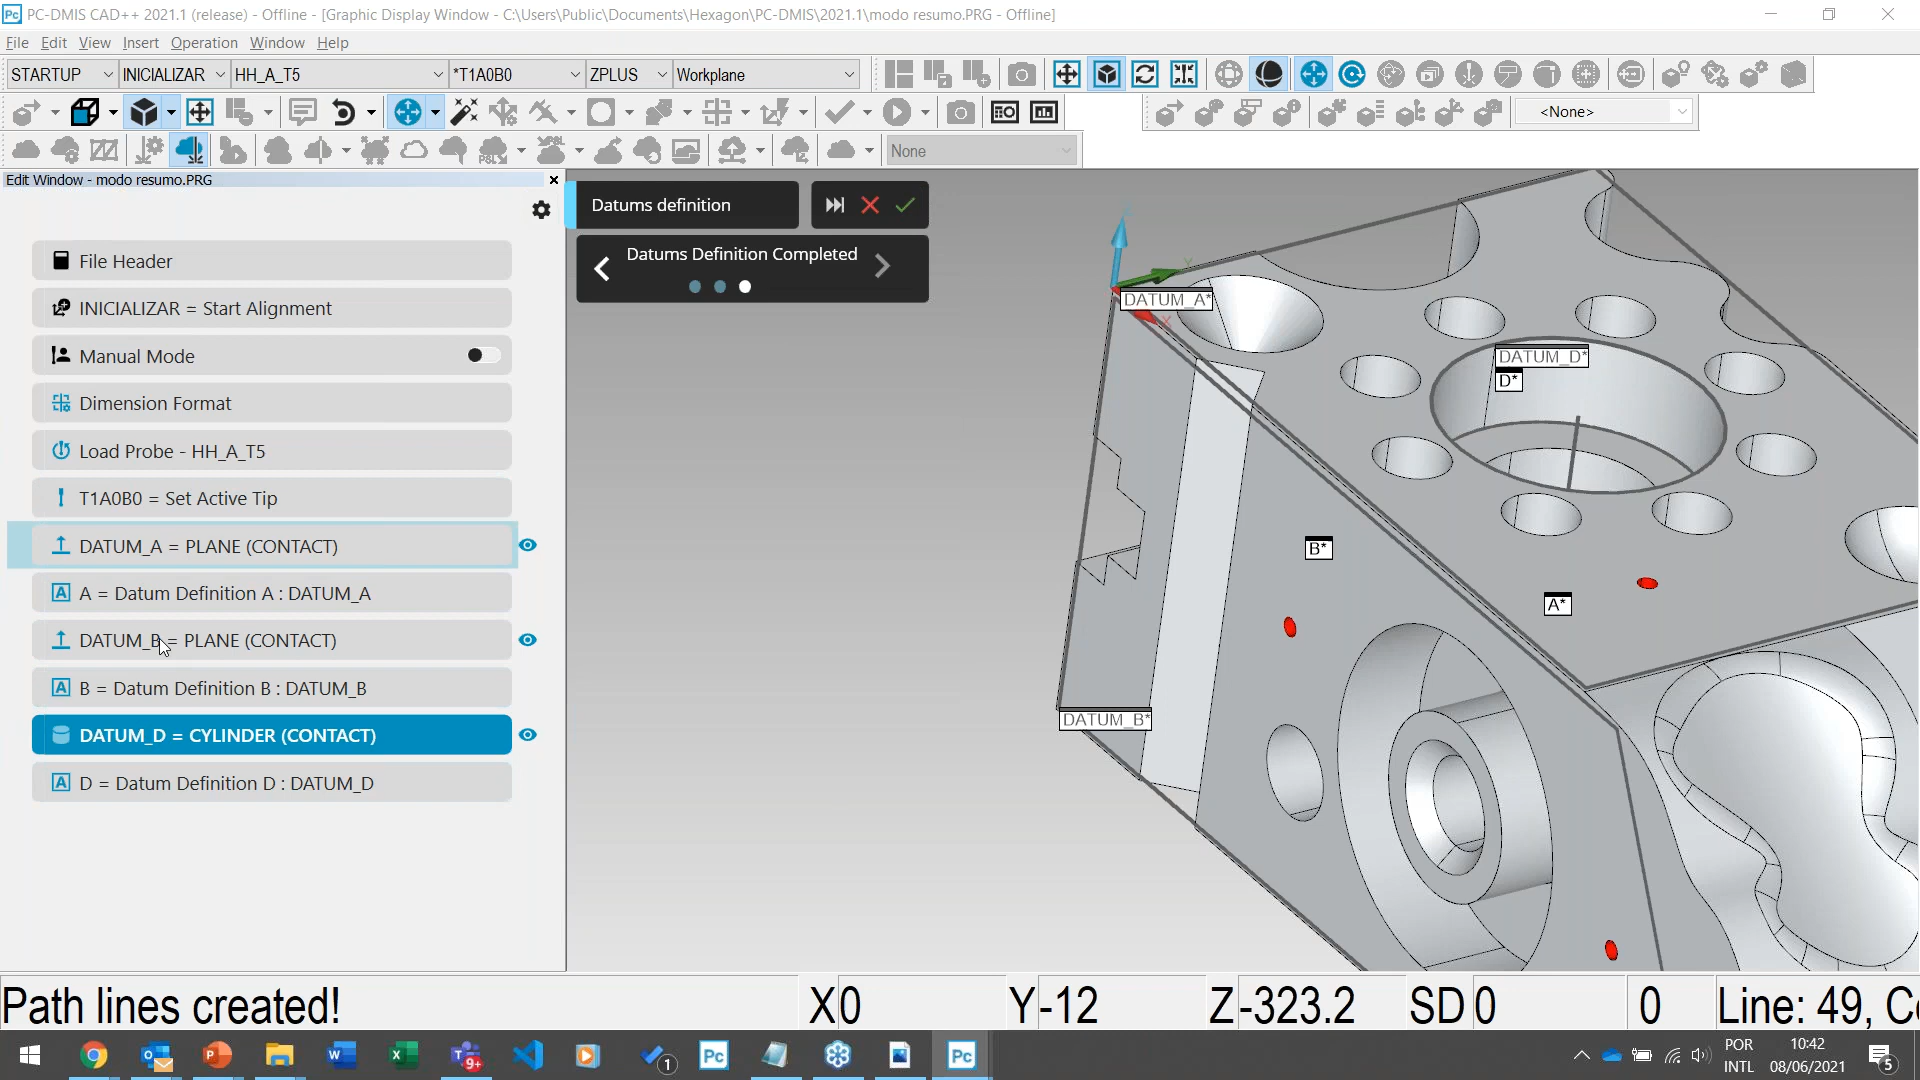 PC-DMIS CAD++ 2021.1 (release) - Offline - [Graphic Display Window - C:\Users\Public\Documents\Hexagon\PC-DMIS\2021.1\modo resumo.PRG - Offline]
File Edit View Insert Operation Window Help
STARTUP INICIALIZAR HH_A_T5 *T1A0B0 ZPLUS Workplane
<None>
None
Edit Window - modo resumo.PRG
Datums definition
Datums Definition Completed
File Header
INICIALIZAR = Start Alignment
Manual Mode
Dimension Format
Load Probe - HH_A_T5
T1A0B0 = Set Active Tip
DATUM_A = PLANE (CONTACT)
A = Datum Definition A : DATUM_A
DATUM_B = PLANE (CONTACT)
B = Datum Definition B : DATUM_B
DATUM_D = CYLINDER (CONTACT)
D = Datum Definition D : DATUM_D
Y
DATUM_A*
X
DATUM_D*
D*
B*
A*
DATUM_B*
Path lines created! X0 Y-12 Z-323.2 SD0 0 Line: 49, Co
9+
1
POR
INTL
10:42
08/06/2021
5